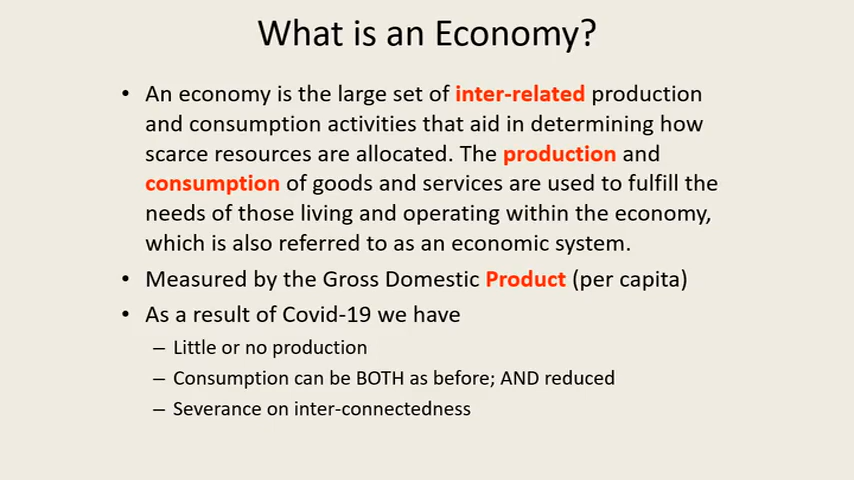 What is an Economy?
• An economy is the large set of inter-related production
and consumption activities that aid in determining how
scarce resources are allocated. The production and
consumption of goods and services are used to fulfill the
needs of those living and operating within the economy,
which is also referred to as an economic system.
• Measured by the Gross Domestic Product (per capita)
• As a result of Covid-19 we have
– Little or no production
– Consumption can be BOTH as before; AND reduced
– Severance on inter-connectedness